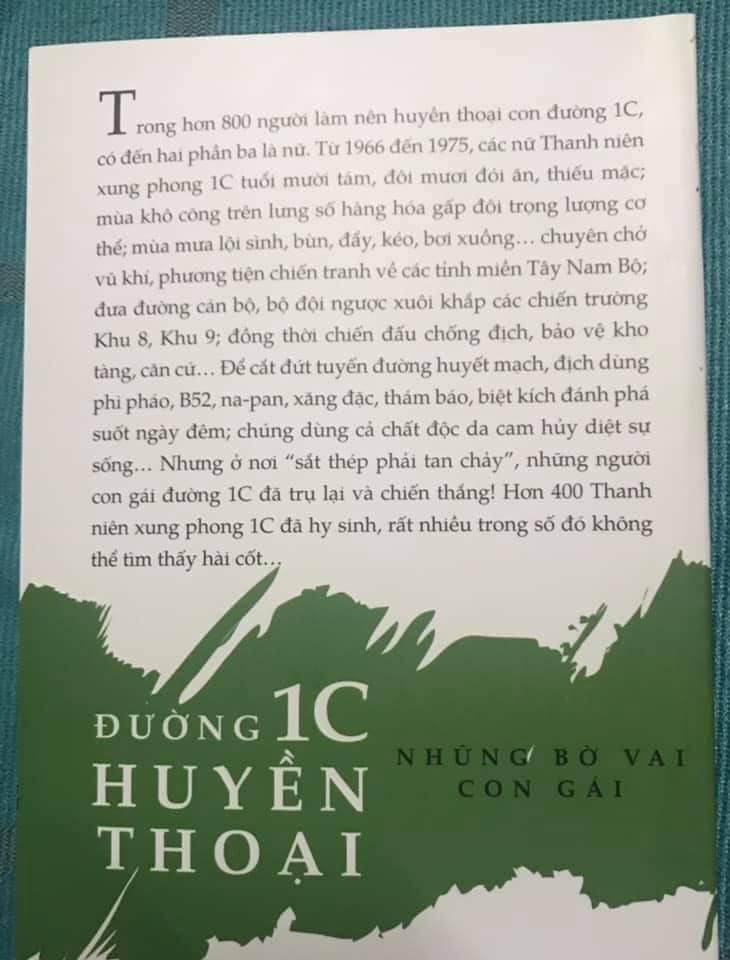 Trong hơn 800 người làm nên huyền thoại con đường 1C,
có đến hai phần ba là nữ. Từ 1966 đến 1975, các nữ Thanh niên
xung phong 1C tuổi mười tám, đôi mươi đói ăn, thiếu mặc;
mùa khô cõng trên lưng số hàng hóa gấp đôi trọng lượng cơ
thể; mùa mưa lội sình, bùn, đẩy, kéo, bơi xuồng... chuyên chở
vũ khí, phương tiện chiến tranh về các tỉnh miền Tây Nam Bộ;
đưa đường cán bộ, bộ đội ngược xuôi khắp các chiến trường
Khu 8, Khu 9; đồng thời chiến đấu chống địch, bảo vệ kho
tàng, căn cứ... Để cắt đứt tuyến đường huyết mạch, địch dùng
phi pháo, B52, na-pan, xăng đặc, thám báo, biệt kích đánh phá
suốt ngày đêm; chúng dùng cả chất độc da cam hủy diệt sự
sống... Nhưng ở nơi “sắt thép phải tan chảy”, những người
con gái đường 1C đã trụ lại và chiến thắng! Hơn 400 Thanh
niên xung phong 1C đã hy sinh, rất nhiều trong số đó không
thể tìm thấy hài cốt...
ĐƯỜNG 1C
HUYỀN
THOẠI
NHỮNG BỜ VAI
CON GÁI